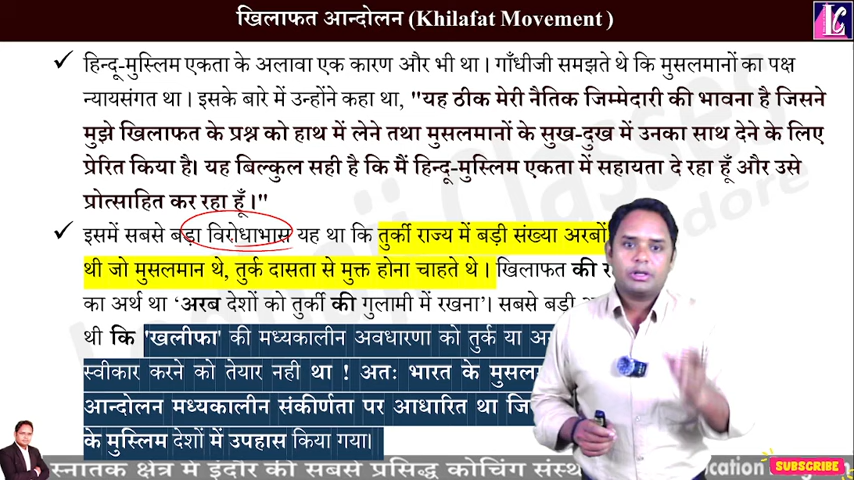 खिलाफत आन्दोलन (Khilafat Movement )
LC
हिन्दू-मुस्लिम एकता के अलावा एक कारण और भी था। गाँधीजी समझते थे कि मुसलमानों का पक्ष
न्यायसंगत था। इसके बारे में उन्होंने कहा था, "यह ठीक मेरी नैतिक जिम्मेदारी की भावना है जिसने
मुझे खिलाफत के प्रश्न को हाथ में लेने तथा मुसलमानों के सुख-दुख में उनका साथ देने के लिए
प्रेरित किया है। यह बिल्कुल सही है कि मैं हिन्दू-मुस्लिम एकता में सहायता दे रहा हूँ और उसे
प्रोत्साहित कर रहा हूँ।"
इसमें सबसे बड़ा विरोधाभास यह था कि तुर्की राज्य में बड़ी संख्या अरबों
थी जो मुसलमान थे, तुर्क दासता से मुक्त होना चाहते थे। खिलाफत की
का अर्थ था ‘अरब देशों को तुर्की की गुलामी में रखना’। सबसे बड़ी
थी कि 'खलीफा' की मध्यकालीन अवधारणा को तुर्क या
स्वीकार करने को तैयार नही था ! अतः भारत के
आन्दोलन मध्यकालीन संकीर्णता पर आधारित था
के मुस्लिम देशों में उपहास किया गया।
स्नातक क्षेत्र में इंदौर की सबसे प्रसिद्ध कोचिंग
SUBSCRIBE